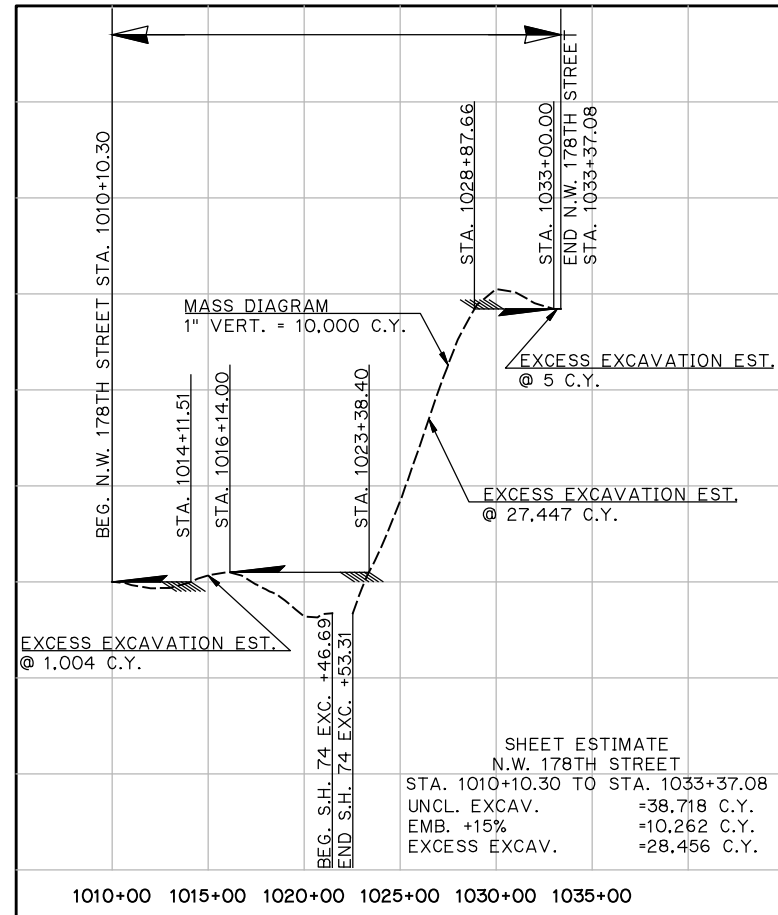 BEG. N.W. 178TH STREET STA. 1010+10.30
STA. 1014+11.51
STA. 1016+14.00
STA. 1023+38.40
STA. 1028+87.66
STA. 1033+00.00
END N.W. 178TH STREET
STA. 1033+37.08
MASS DIAGRAM
1" VERT. = 10,000 C.Y.
EXCESS EXCAVATION EST.
@ 5 C.Y.
EXCESS EXCAVATION EST.
@ 27,447 C.Y.
EXCESS EXCAVATION EST.
@ 1,004 C.Y.
BEG. S.H. 74 EXC. +46.69
END S.H. 74 EXC. +53.31
SHEET ESTIMATE
N.W. 178TH STREET
STA. 1010+10.30 TO STA. 1033+37.08
UNCL. EXCAV. =38,718 C.Y.
EMB. +15% =10,262 C.Y.
EXCESS EXCAV. =28,456 C.Y.
1010+00 1015+00 1020+00 1025+00 1030+00 1035+00